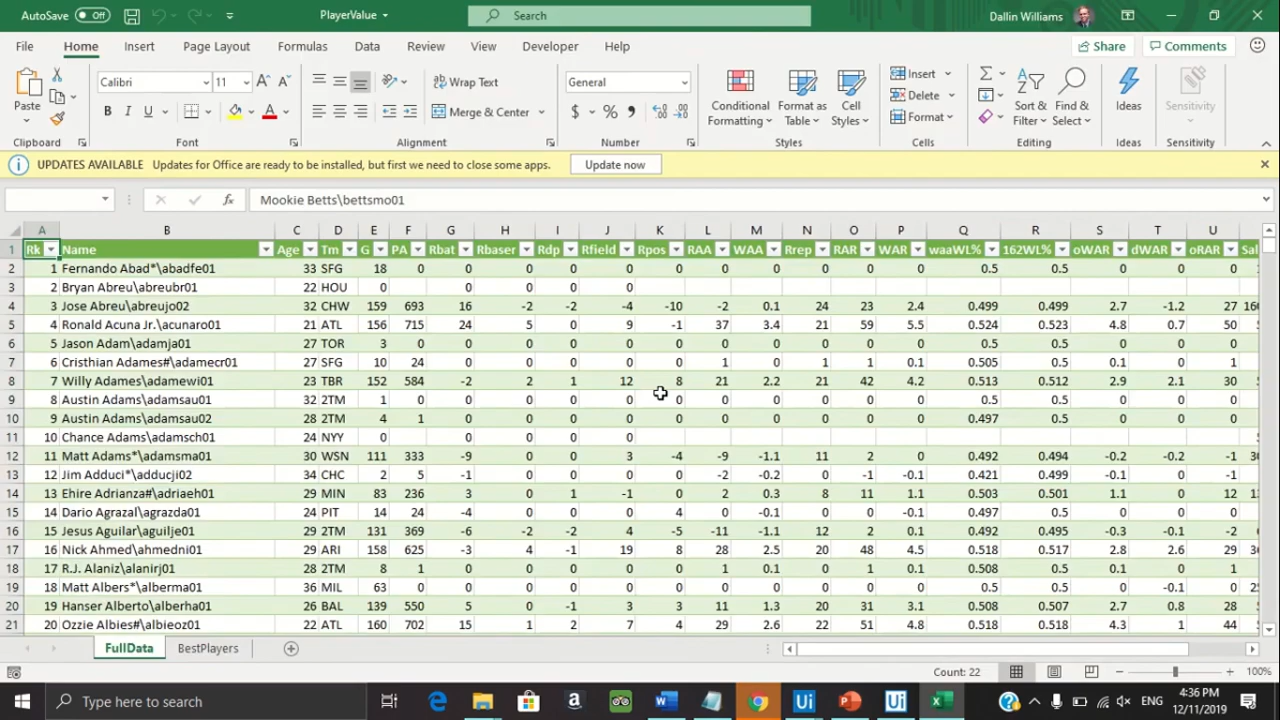 AutoSave Off PlayerValue Search Dallin Williams
File Home Insert Page Layout Formulas Data Review View Developer Help Share Comments
Paste Calibri 11 Wrap Text General Conditional Formatting Format as Table Cell Styles Insert Sort & Filter Find & Select Ideas Sensitivity
B I U A Merge & Center $ % Delete
Format
Clipboard Font Alignment Number Styles Cells Editing Ideas Sensitivity
UPDATES AVAILABLE Updates for Office are ready to be installed, but first we need to close some apps. Update now
fx Mookie Betts\bettsmo01
A B C D E F G H I J K L M N O P Q R S T U
1 Rk Name Age Tm G PA Rbat Rbaser Rdp Rfield Rpos RAA WAA Rrep RAR WAR waaWL% 162WL% oWAR dWAR oRAR Sal
2 1 Fernando Abad*\abadfe01 33 SFG 18 0 0 0 0 0 0 0 0 0 0 0 0.5 0.5 0 0 0
3 2 Bryan Abreu\abreubr01 22 HOU 0 0 0 0 0
4 3 Jose Abreu\abreujo02 32 CHW 159 693 16 -2 -2 -4 -10 -2 0.1 24 23 2.4 0.499 0.499 2.7 -1.2 27
5 4 Ronald Acuna Jr.\acunaro01 21 ATL 156 715 24 5 0 9 -1 37 3.4 21 59 5.5 0.524 0.523 4.8 0.7 50
6 5 Jason Adam\adamja01 27 TOR 3 0 0 0 0 0 0 0 0 0 0 0 0.5 0.5 0 0 0
7 6 Cristhian Adames#\adamecr01 27 SFG 10 24 0 0 0 0 0 1 0 1 1 0.1 0.505 0.5 0.1 0 1
8 7 Willy Adames\adamewi01 23 TBR 152 584 -2 2 1 12 8 21 2.2 21 42 4.2 0.513 0.512 2.9 2.1 30
9 8 Austin Adams\adamsau01 32 2TM 1 0 0 0 0 0 0 0 0 0 0 0 0.5 0.5 0 0 0
10 9 Austin Adams\adamsau02 28 2TM 4 1 0 0 0 0 0 0 0 0 0 0 0.497 0.5 0 0 0
11 10 Chance Adams\adamsch01 24 NYY 0 0 0 0 0
12 11 Matt Adams*\adamsma01 30 WSN 111 333 -9 0 0 3 -4 -9 -1.1 11 2 0 0.492 0.494 -0.2 -0.2 -1
13 12 Jim Adduci*\adducji02 34 CHC 2 5 -1 0 0 0 0 -2 -0.2 0 -1 -0.1 0.421 0.499 -0.1 0 -1
14 13 Ehire Adrianza#\adriaeh01 29 MIN 83 236 3 0 1 -1 0 2 0.3 8 11 1.1 0.503 0.501 1.1 0 12
15 14 Dario Agrazal\agrazda01 24 PIT 14 24 -4 0 0 0 4 0 -0.1 0 0 -0.1 0.497 0.5 -0.1 0 0
16 15 Jesus Aguilar\aguilje01 29 2TM 131 369 -6 -2 -2 4 -5 -11 -1.1 12 2 0.1 0.492 0.495 -0.3 -0.1 -2
17 16 Nick Ahmed\ahmedni01 29 ARI 158 625 -3 4 -1 19 8 28 2.5 20 48 4.5 0.518 0.517 2.8 2.6 29
18 17 R.J. Alaniz\alanirj01 28 2TM 8 1 0 0 0 0 0 1 0.1 0 1 0.1 0.508 0.5 0.1 0 1
19 18 Matt Albers*\alberma01 36 MIL 63 0 0 0 0 0 0 0 0 0 0 0 0.5 0.5 0 -0.1 0
20 19 Hanser Alberto\alberha01 26 BAL 139 550 5 0 -1 3 3 11 1.3 20 31 3.1 0.508 0.507 2.7 0.8 28
21 20 Ozzie Albies#\albieoz01 22 ATL 160 702 15 1 2 7 4 29 2.6 22 51 4.8 0.518 0.518 4.3 1 44
FullData BestPlayers
Count: 22 100%
Type here to search ENG 4:36 PM
12/11/2019